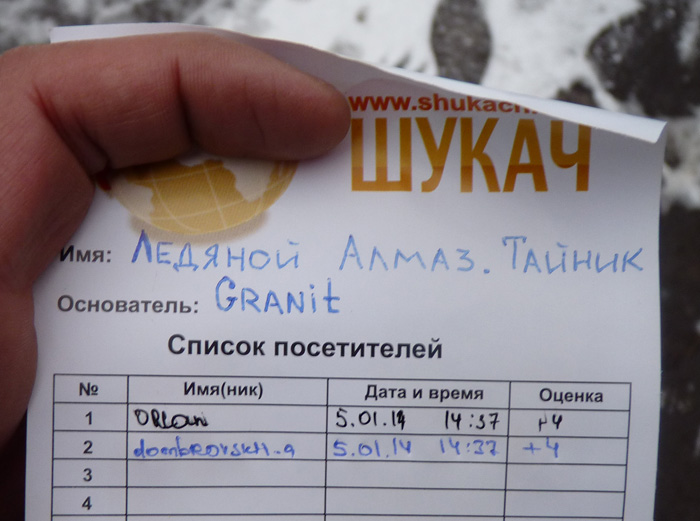 www.shukach.
ШУКАЧ
Имя: ЛЕДЯНОЙ АЛМАЗ. ТАЙНИК
Основатель: GRANit
Список посетителей
№ Имя(ник) Дата и время Оценка
1 ORLAN 5.01.14 14:37 +4
2 5.01.14 14:37 +4
3
4